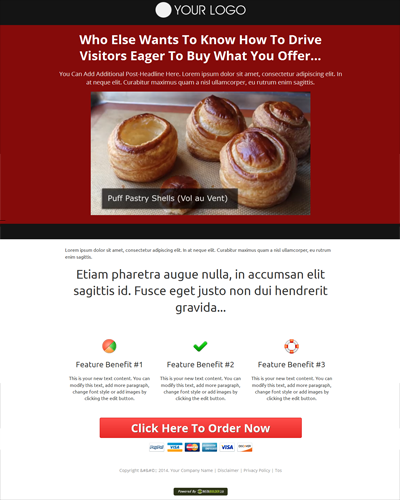 YOUR LOGO
Who Else Wants To Know How To Drive
Visitors Eager To Buy What You Offer...
You Can Add Additional Post-Headline Here. Lorem ipsum dolor sit amet, consectetur adipiscing elit. In
at neque elit. Curabitur maximus quam a nisl ullamcorper, eu rutrum enim sagittis.
Puff Pastry Shells (Vol au Vent)
Lorem ipsum dolor sit amet, consectetur adipiscing elit. In at neque elit. Curabitur maximus quam a nisl ullamcorper, eu rutrum
enim sagittis.
Etiam pharetra augue nulla, in accumsan elit
sagittis id. Fusce eget justo non dui hendrerit
gravida...
Feature Benefit #1
Feature Benefit #2
Feature Benefit #3
This is your new text content. You can
modify this text, add more paragraph,
change font style or add images by
clicking the edit button.
This is your new text content. You can
modify this text, add more paragraph,
change font style or add images by
clicking the edit button.
This is your new text content. You can
modify this text, add more paragraph,
change font style or add images by
clicking the edit button.
Click Here To Order Now
PayPal VISA VISA
2014. Your Company Name | Disclaimer | Privacy Policy | Tos
Powered By